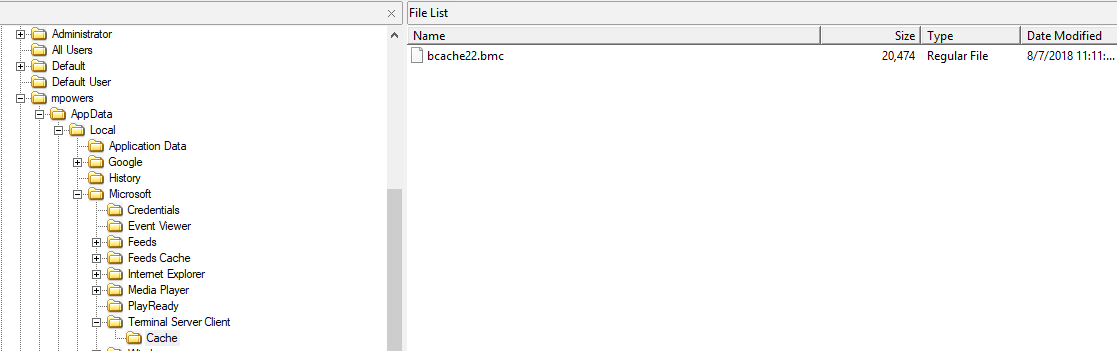 File List
Name Size Type Date Modified
bcache22.bmc 20,474 Regular File 8/7/2018 11:11:...
Administrator
All Users
Default
Default User
mpowers
AppData
Local
Application Data
Google
History
Microsoft
Credentials
Event Viewer
Feeds
Feeds Cache
Internet Explorer
Media Player
PlayReady
Terminal Server Client
Cache